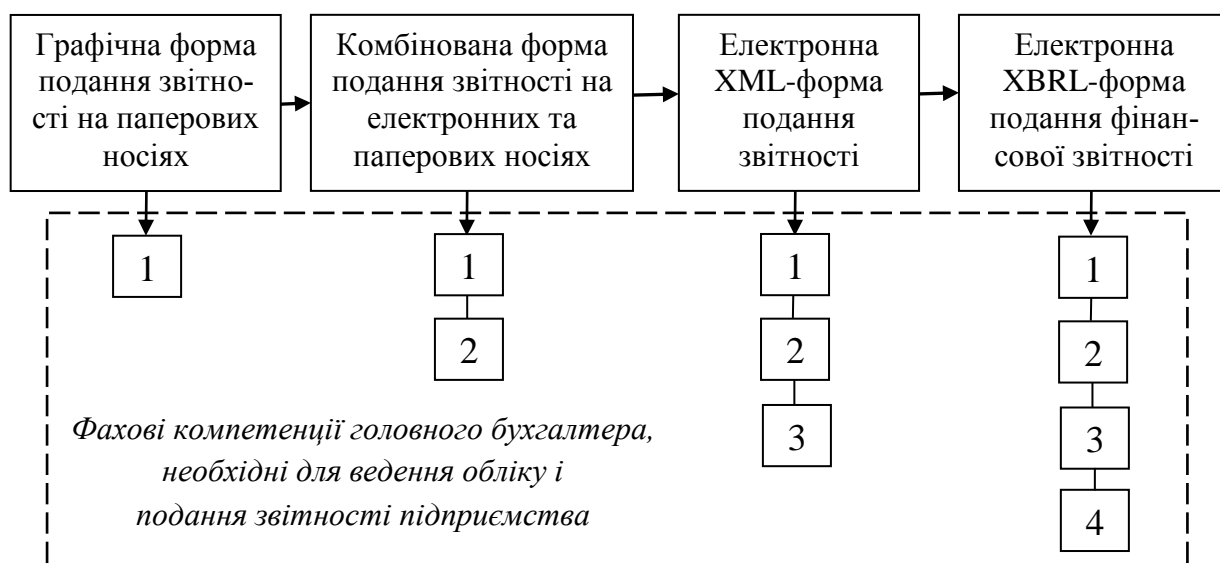 Графічна форма
подання звітно-
сті на паперових
носіях
Комбінована форма
подання звітності на
електронних та
паперових носіях
Електронна
XML-форма
подання
звітності
Електронна
XBRL-форма
подання фінан-
сової звітності
1
1
2
1
2
3
1
2
3
4
Фахові компетенції головного бухгалтера,
необхідні для ведення обліку і
подання звітності підприємства